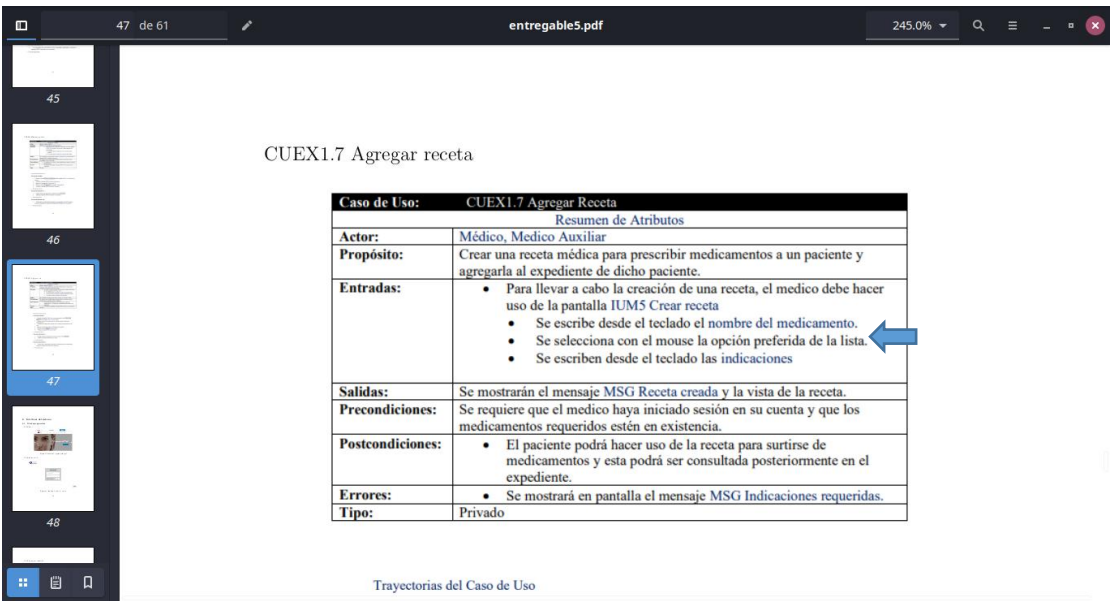 47 de 61
entregable5.pdf
245.0%
45
46
47
48
CUEX1.7 Agregar receta
Caso de Uso: CUEX1.7 Agregar Receta
Resumen de Atributos
Actor: Médico, Medico Auxiliar
Propósito: Crear una receta médica para prescribir medicamentos a un paciente y
agregarla al expediente de dicho paciente.
Entradas: • Para llevar a cabo la creación de una receta, el medico debe hacer
uso de la pantalla IUM5 Crear receta
• Se escribe desde el teclado el nombre del medicamento.
• Se selecciona con el mouse la opción preferida de la lista.
• Se escriben desde el teclado las indicaciones
Salidas: Se mostrarán el mensaje MSG Receta creada y la vista de la receta.
Precondiciones: Se requiere que el medico haya iniciado sesión en su cuenta y que los
medicamentos requeridos estén en existencia.
Postcondiciones: • El paciente podrá hacer uso de la receta para surtirse de
medicamentos y esta podrá ser consultada posteriormente en el
expediente.
Errores: • Se mostrará en pantalla el mensaje MSG Indicaciones requeridas.
Tipo: Privado
Trayectorias del Caso de Uso